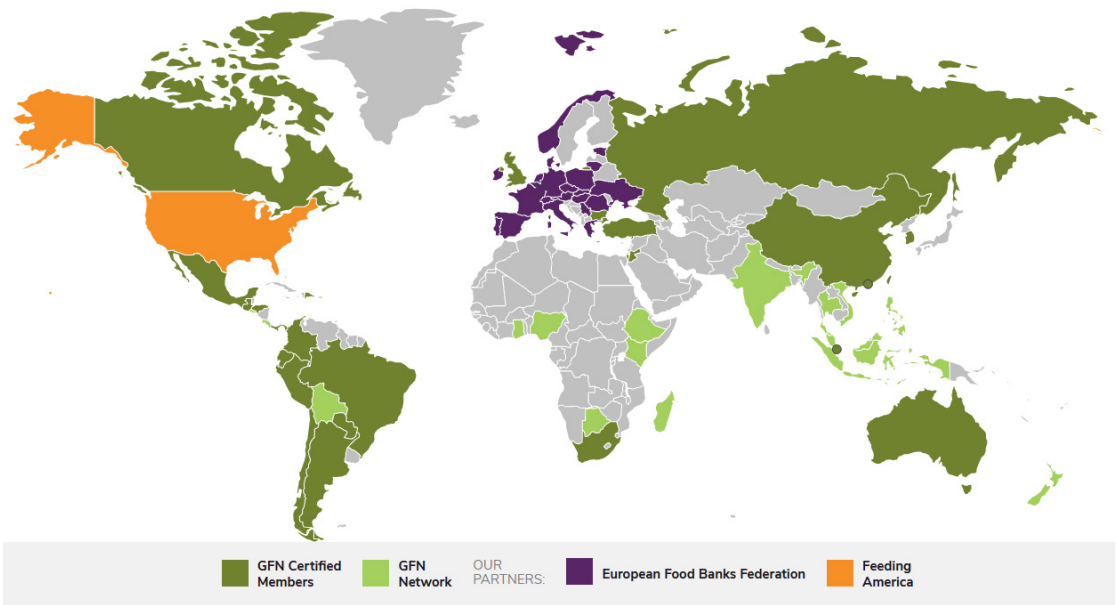 GFN Certified
Members
GFN
Network
OUR
PARTNERS:
European Food Banks Federation
Feeding
America